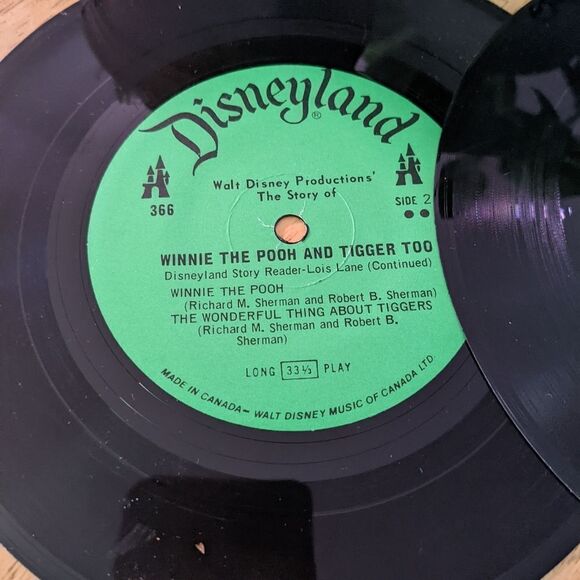 Disneyland®
Walt Disney Productions'
The Story of
366
SIDE 2
WINNIE THE POOH AND TIGGER TOO
Disneyland Story Reader-Lois Lane (Continued)
WINNIE THE POOH
(Richard M. Sherman and Robert B. Sherman)
THE WONDERFUL THING ABOUT TIGGERS
(Richard M. Sherman and Robert B.
Sherman)
LONG 33⅓ PLAY
MADE IN CANADA— WALT DISNEY MUSIC OF CANADA LTD.